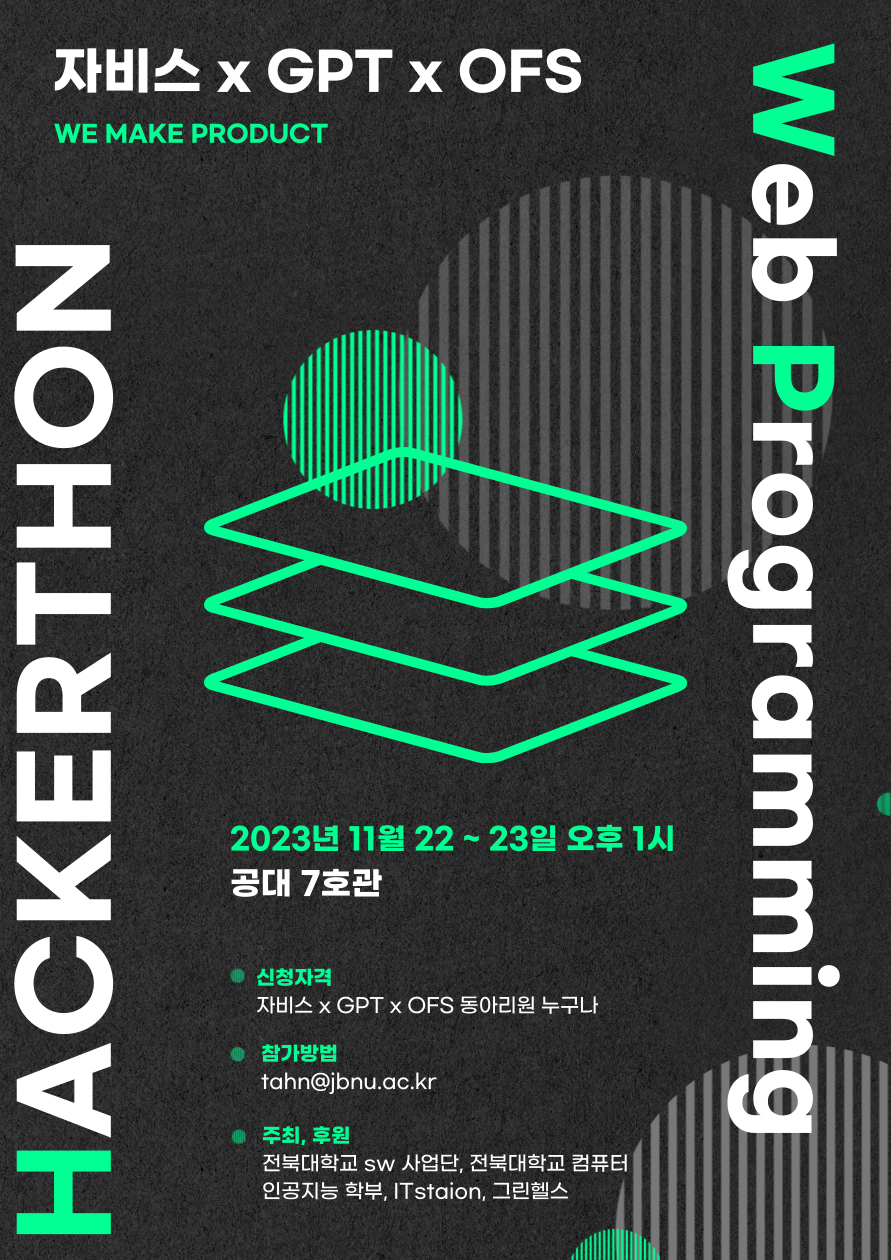 자비스 x GPT x OFS
WE MAKE PRODUCT
Web Programming
HACKERTHON
2023년 11월 22 ~ 23일 오후 1시
공대 7호관
신청자격
자비스 x GPT x OFS 동아리원 누구나
참가방법
tahn@jbnu.ac.kr
주최, 후원
전북대학교 sw 사업단, 전북대학교 컴퓨터
인공지능 학부, ITstaion, 그린헬스